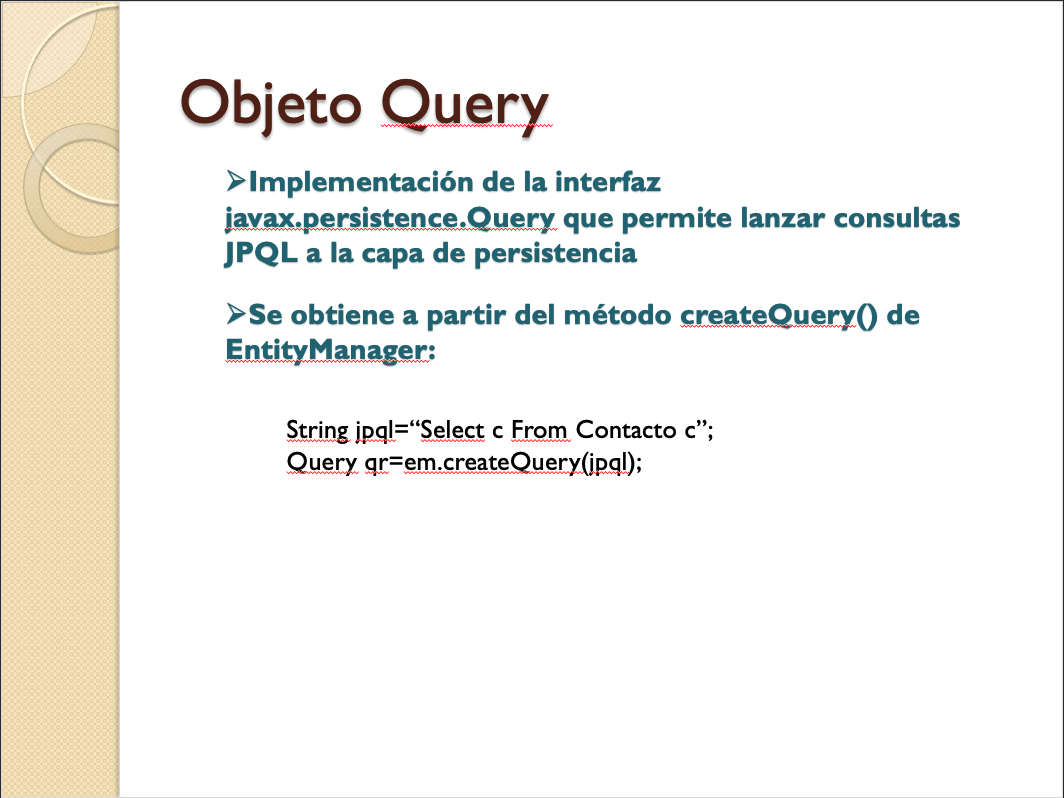 Objeto Query
➢Implementación de la interfaz
javax.persistence.Query que permite lanzar consultas
JPQL a la capa de persistencia
➢Se obtiene a partir del método createQuery() de
EntityManager:
String jpql=“Select c From Contacto c”;
Query qr=em.createQuery(jpql);